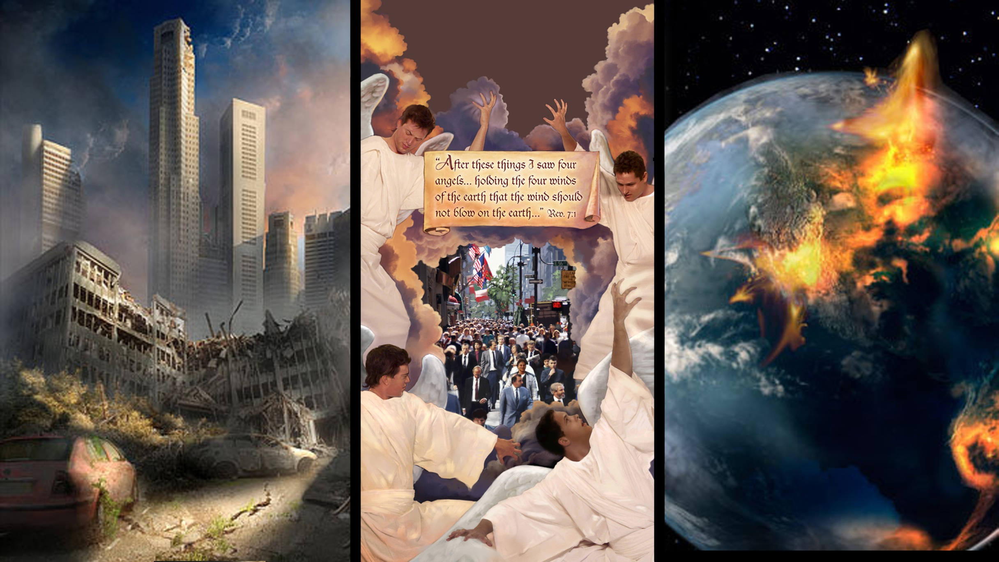 “After these things I saw four
angels... holding the four winds
of the earth that the wind should
not blow on the earth...” Rev. 7:1
CLEAR